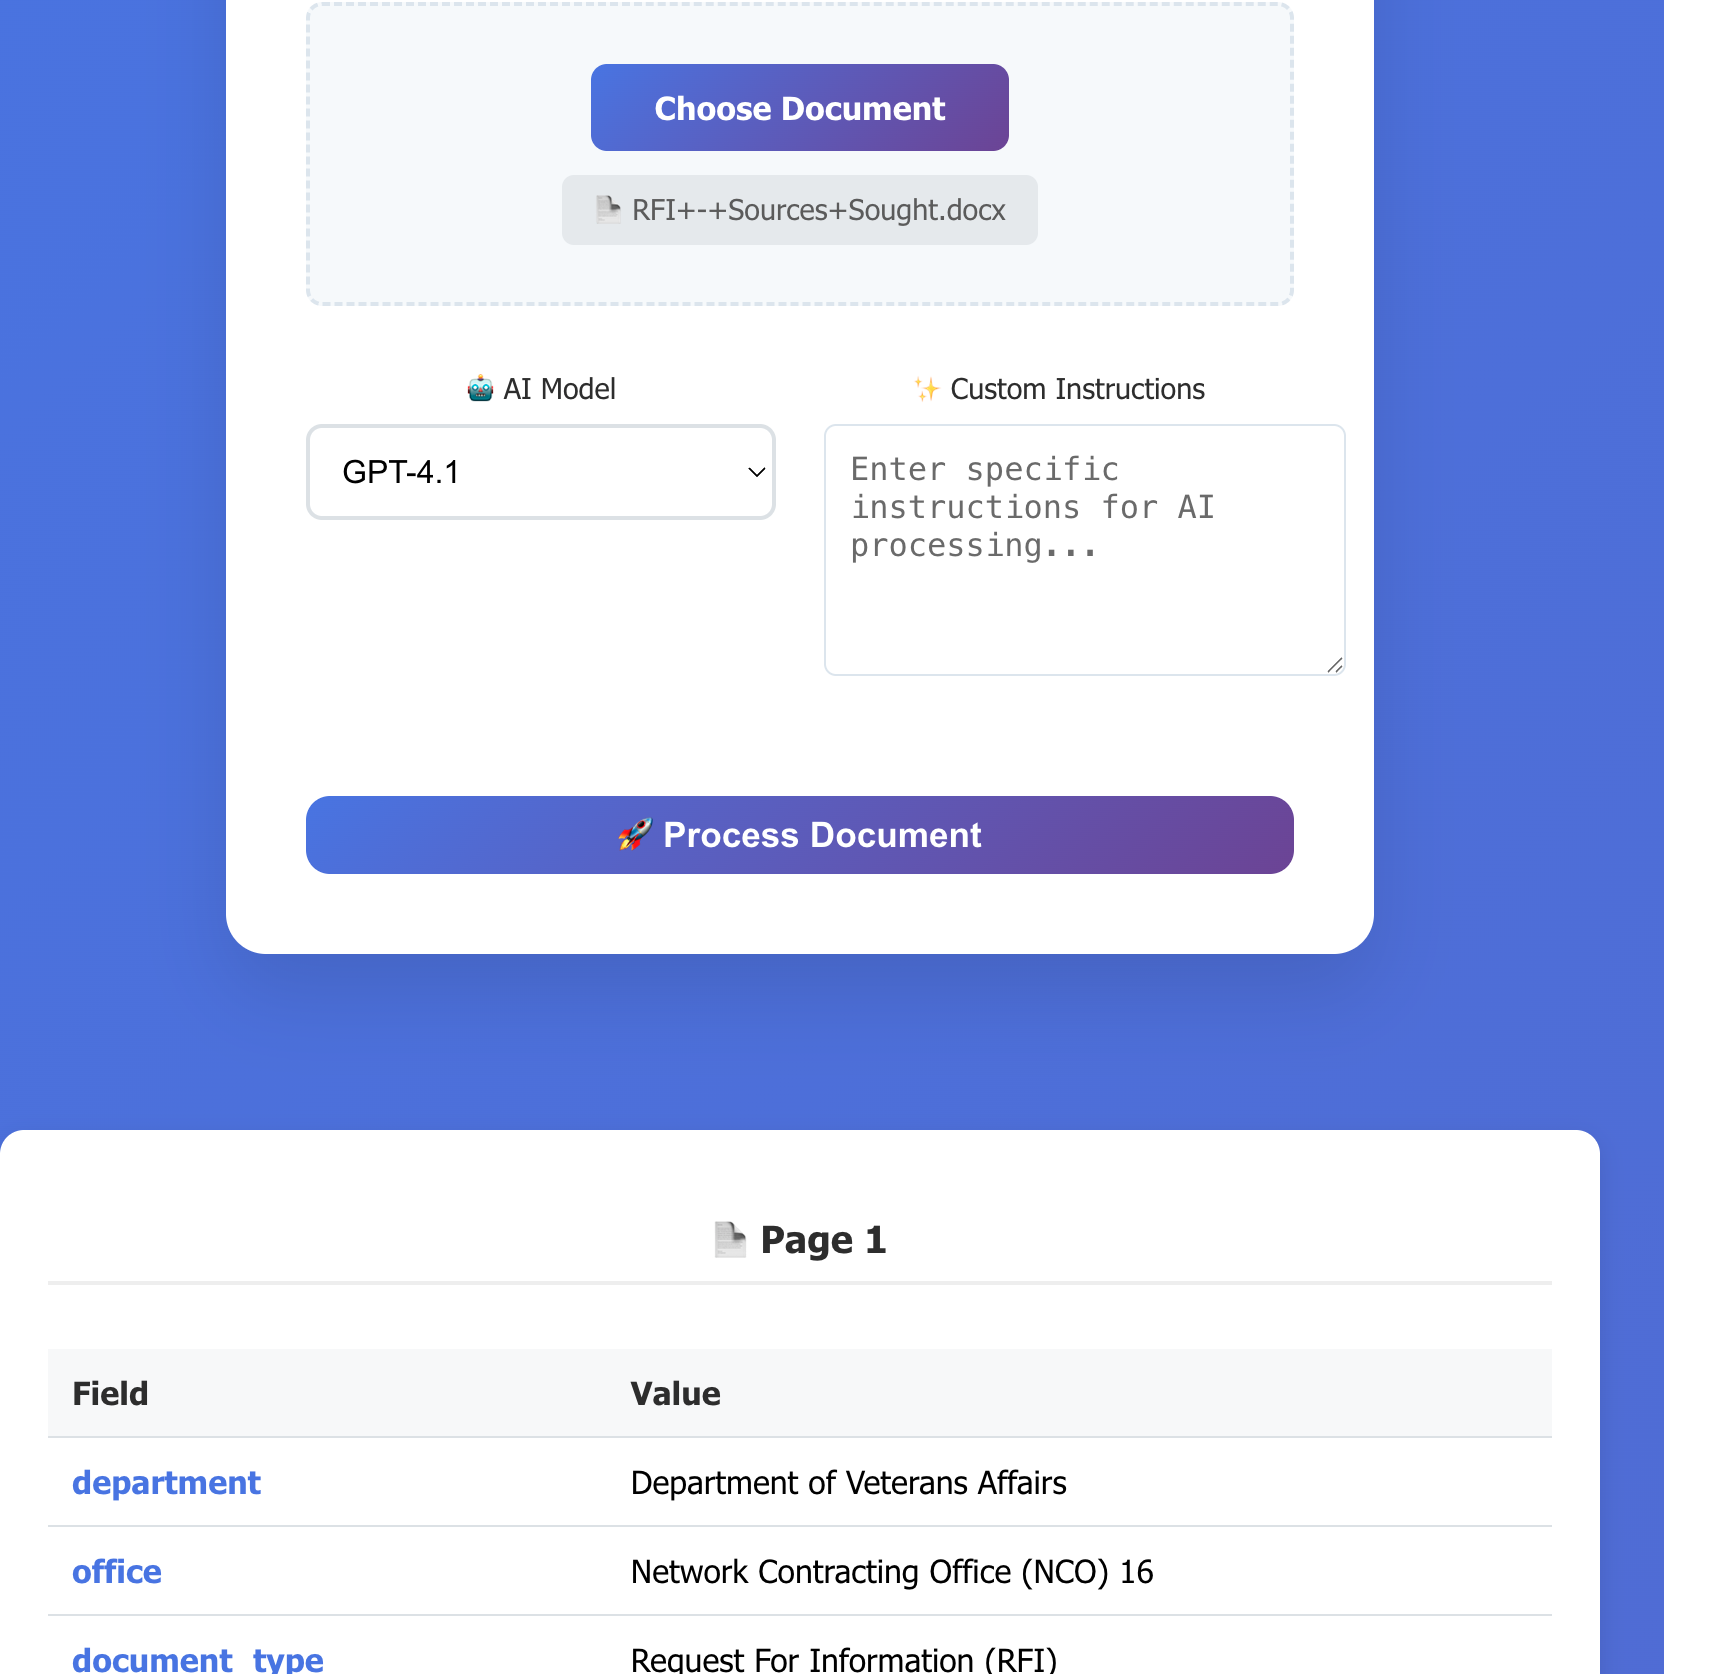 Choose Document
RFI+-+Sources+Sought.docx
AI Model
Custom Instructions
GPT-4.1
Enter specific
instructions for AI
processing...
Process Document
Page 1
Field Value
department Department of Veterans Affairs
office Network Contracting Office (NCO) 16
document_type Request For Information (RFI)